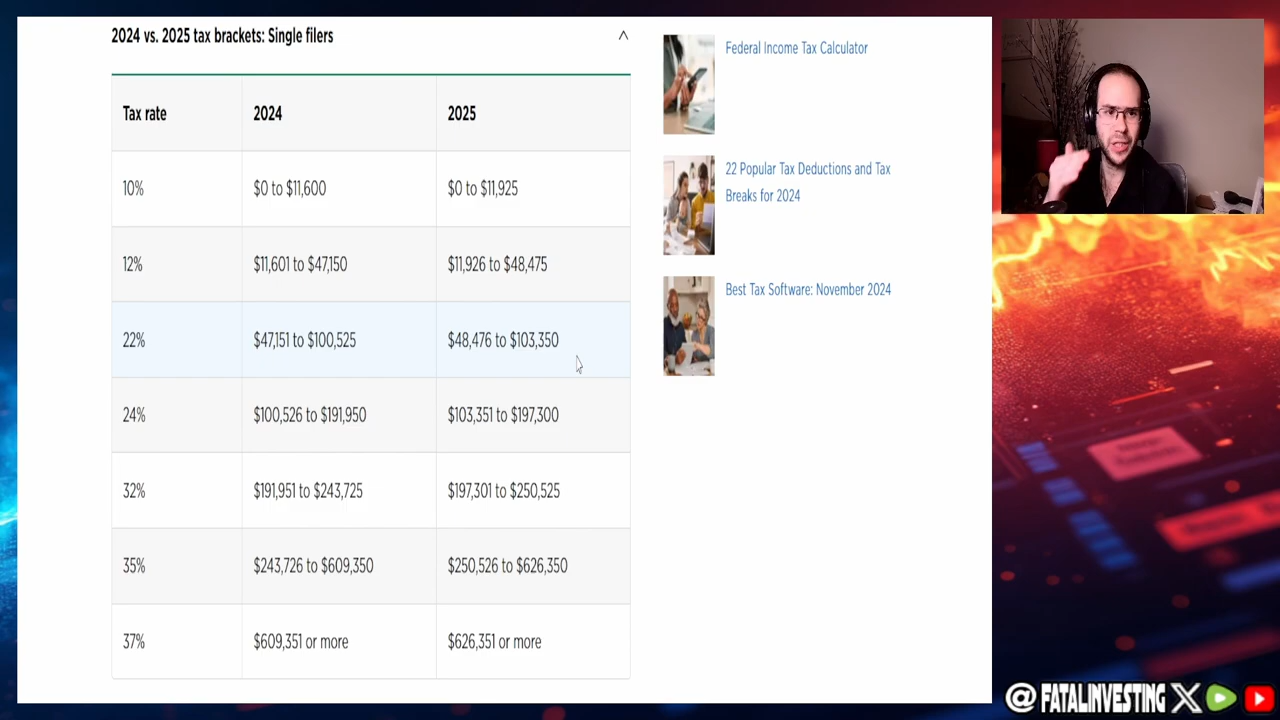 2024 vs. 2025 tax brackets: Single filers
Tax rate 2024 2025
10% $0 to $11,600 $0 to $11,925
12% $11,601 to $47,150 $11,926 to $48,475
22% $47,151 to $100,525 $48,476 to $103,350
24% $100,526 to $191,950 $103,351 to $197,300
32% $191,951 to $243,725 $197,301 to $250,525
35% $243,726 to $609,350 $250,526 to $626,350
37% $609,351 or more $626,351 or more
Federal Income Tax Calculator
22 Popular Tax Deductions and Tax
Breaks for 2024
Best Tax Software: November 2024
@FATALINVESTING